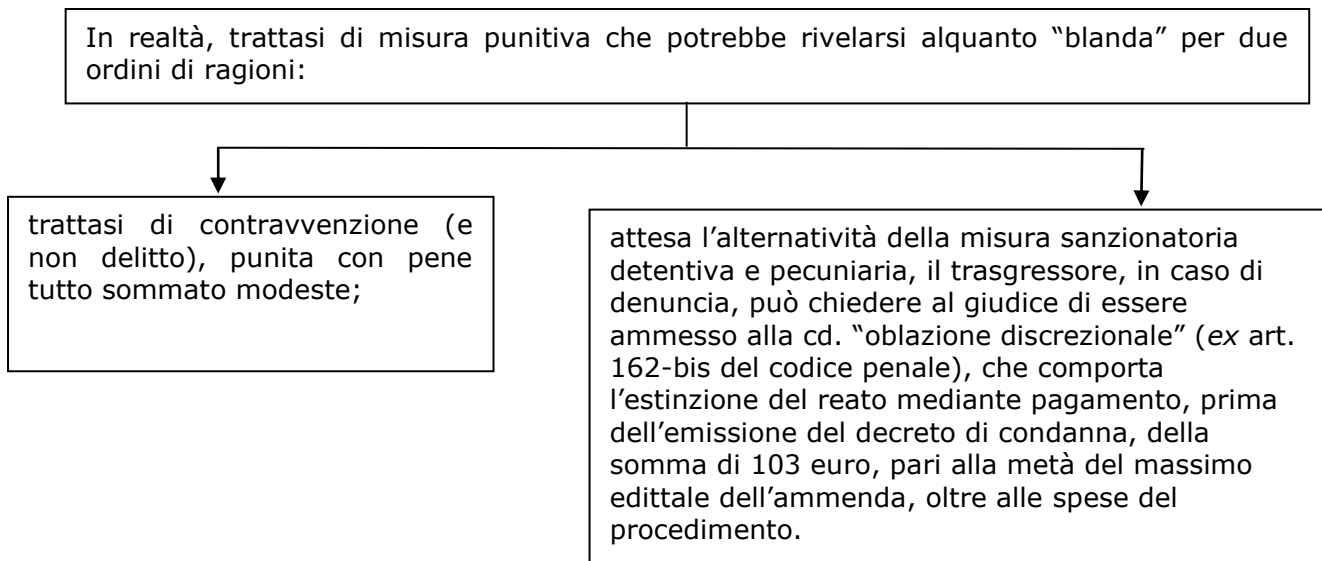 In realtà, trattasi di misura punitiva che potrebbe rivelarsi alquanto “blanda” per due
ordini di ragioni:
trattasi di contravvenzione (e
non delitto), punita con pene
tutto sommato modeste;
attesa l’alternatività della misura sanzionatoria
detentiva e pecuniaria, il trasgressore, in caso di
denuncia, può chiedere al giudice di essere
ammesso alla cd. “oblazione discrezionale” (ex art.
162-bis del codice penale), che comporta
l’estinzione del reato mediante pagamento, prima
dell’emissione del decreto di condanna, della
somma di 103 euro, pari alla metà del massimo
edittale dell’ammenda, oltre alle spese del
procedimento.